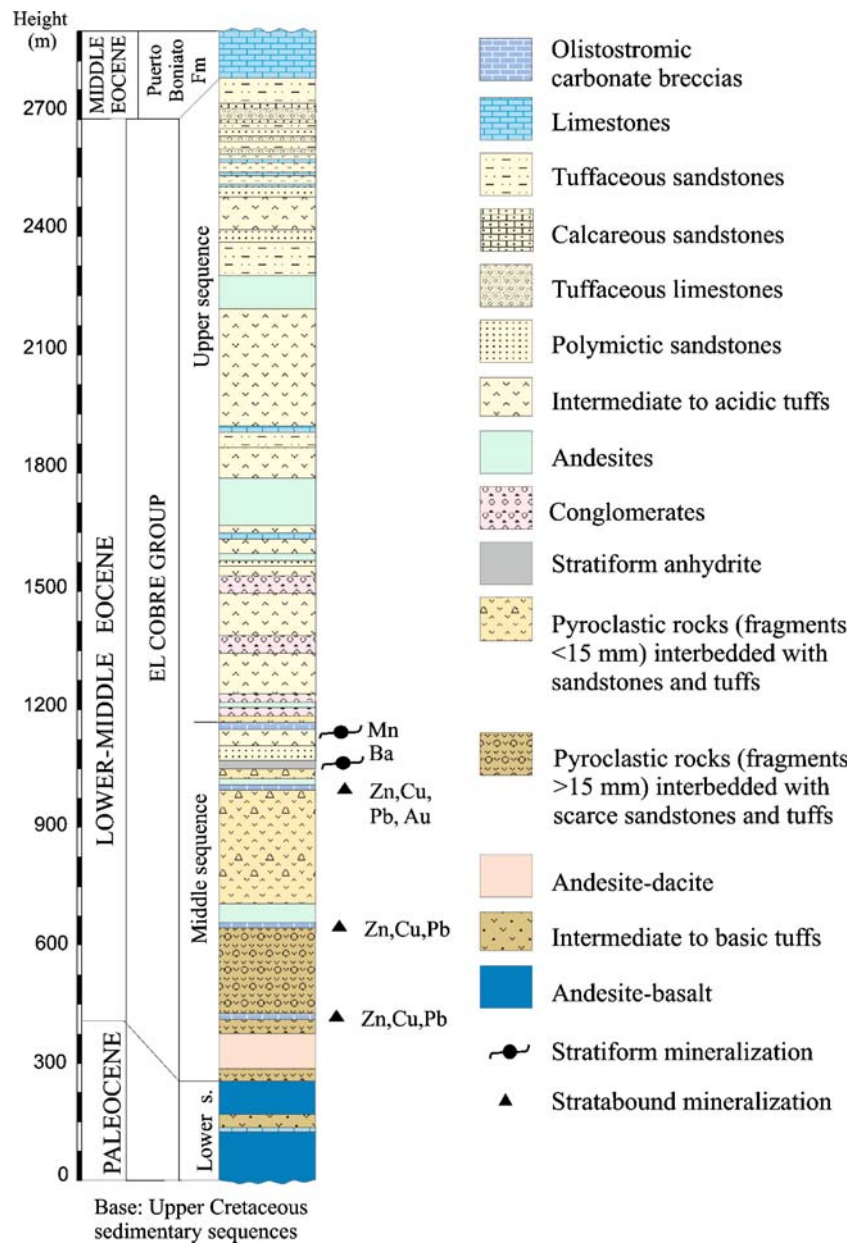 Height
(m)
MIDDLE
EOCENE
Puerto
Boniato
Fm
2700
2400
2100
1800
1500
1200
900
600
300
0
LOWER-MIDDLE EOCENE
PALEOCENE
EL COBRE GROUP
Upper sequence
Middle sequence
Lower s.
Mn
Ba
Zn,Cu,
Pb, Au
Zn,Cu,Pb
Zn,Cu,Pb
Base: Upper Cretaceous
sedimentary sequences
Olistostromic
carbonate breccias
Limestones
Tuffaceous sandstones
Calcareous sandstones
Tuffaceous limestones
Polymictic sandstones
Intermediate to acidic tuffs
Andesites
Conglomerates
Stratiform anhydrite
Pyroclastic rocks (fragments
<15 mm) interbedded with
sandstones and tuffs
Pyroclastic rocks (fragments
>15 mm) interbedded with
scarce sandstones and tuffs
Andesite-dacite
Intermediate to basic tuffs
Andesite-basalt
Stratiform mineralization
Stratabound mineralization